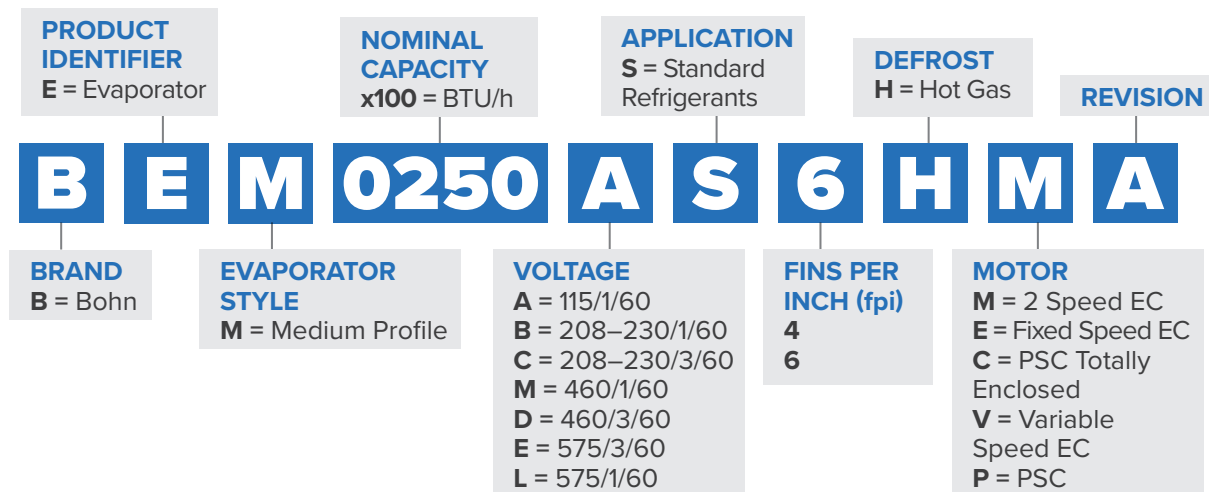 PRODUCT
IDENTIFIER
E = Evaporator
NOMINAL
CAPACITY
x100 = BTU/h
APPLICATION
S = Standard
Refrigerants
DEFROST
H = Hot Gas
REVISION
B E M 0250 A S 6 H M A
BRAND
B = Bohn
EVAPORATOR
STYLE
M = Medium Profile
VOLTAGE
A = 115/1/60
B = 208–230/1/60
C = 208–230/3/60
M = 460/1/60
D = 460/3/60
E = 575/3/60
L = 575/1/60
FINS PER
INCH (fpi)
4
6
MOTOR
M = 2 Speed EC
E = Fixed Speed EC
C = PSC Totally
Enclosed
V = Variable
Speed EC
P = PSC